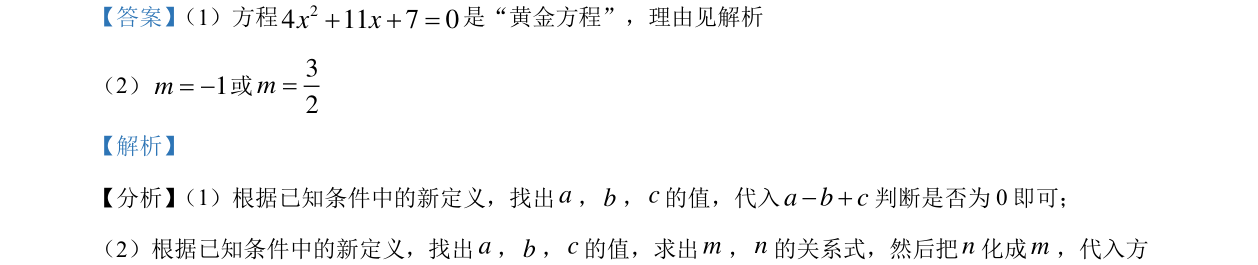 【答案】（1）方程4x²+11x+7=0是“黄金方程”，理由见解析
（2）m=−1或m=3/2
【解析】
【分析】（1）根据已知条件中的新定义，找出a，b，c的值，代入a−b+c判断是否为0即可；
（2）根据已知条件中的新定义，找出a，b，c的值，求出m，n的关系式，然后把n化成m，代入方